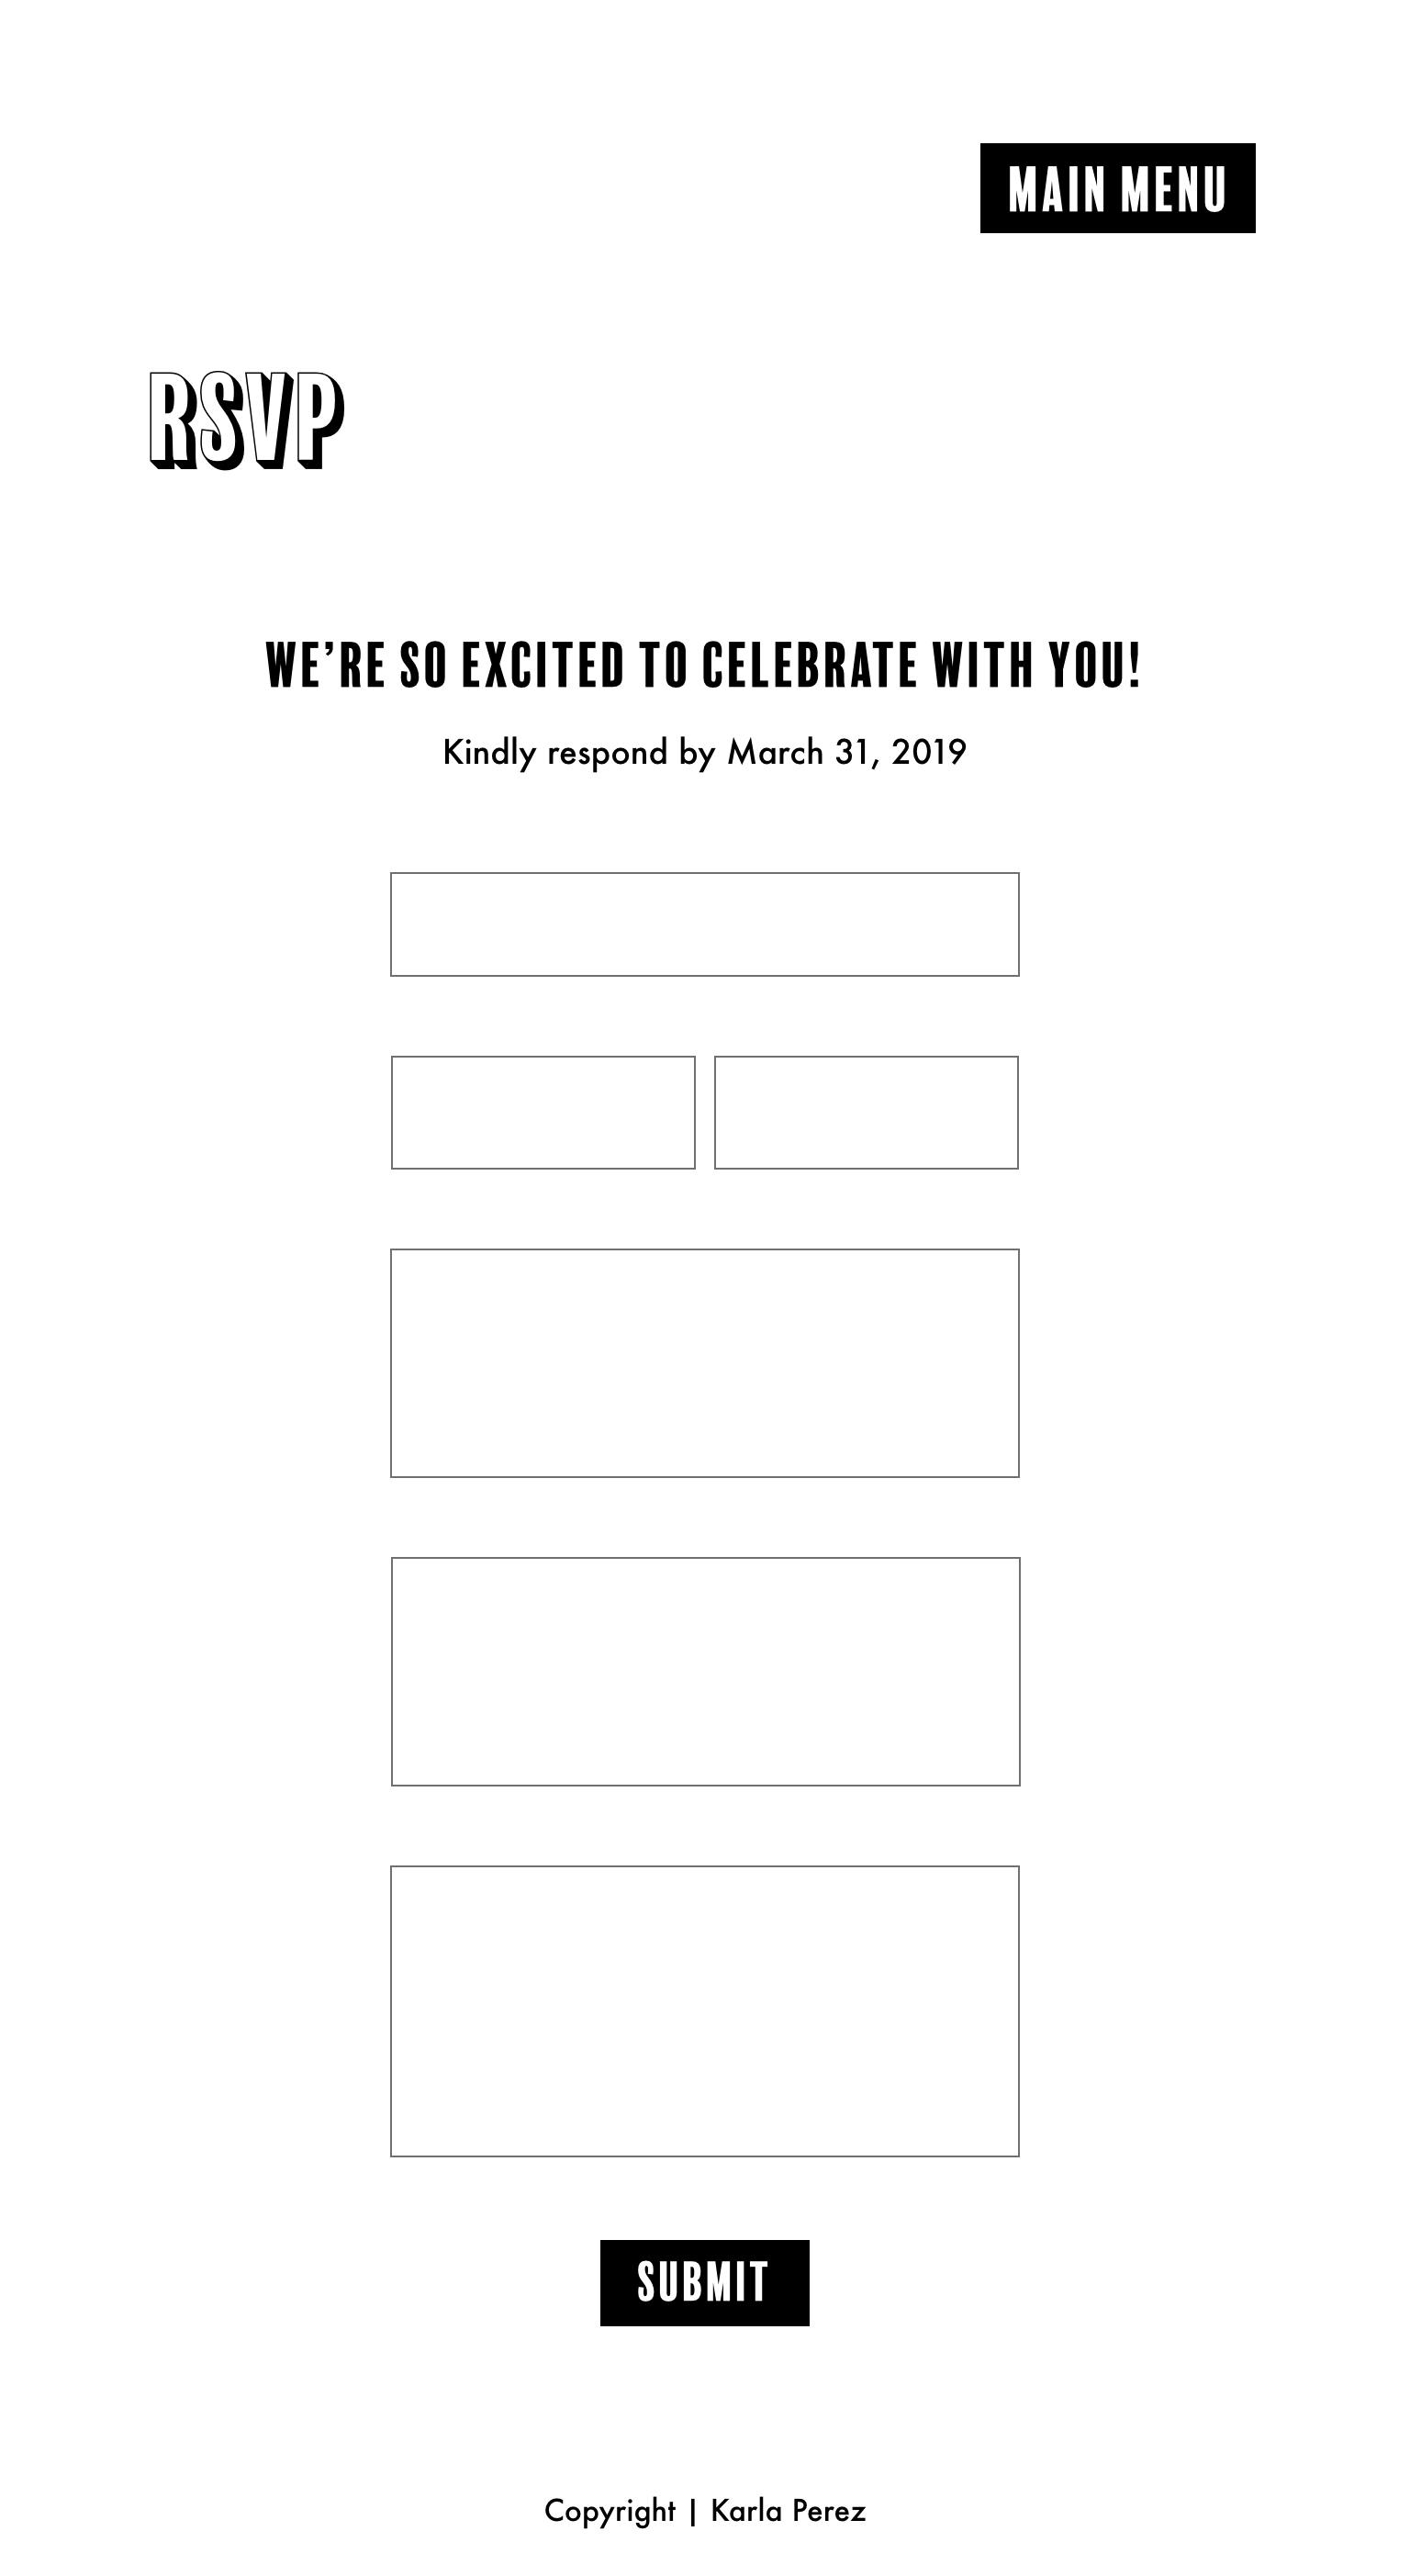 MAIN MENU
RSVP
WE’RE SO EXCITED TO CELEBRATE WITH YOU!
Kindly respond by March 31, 2019
SUBMIT
Copyright | Karla Perez